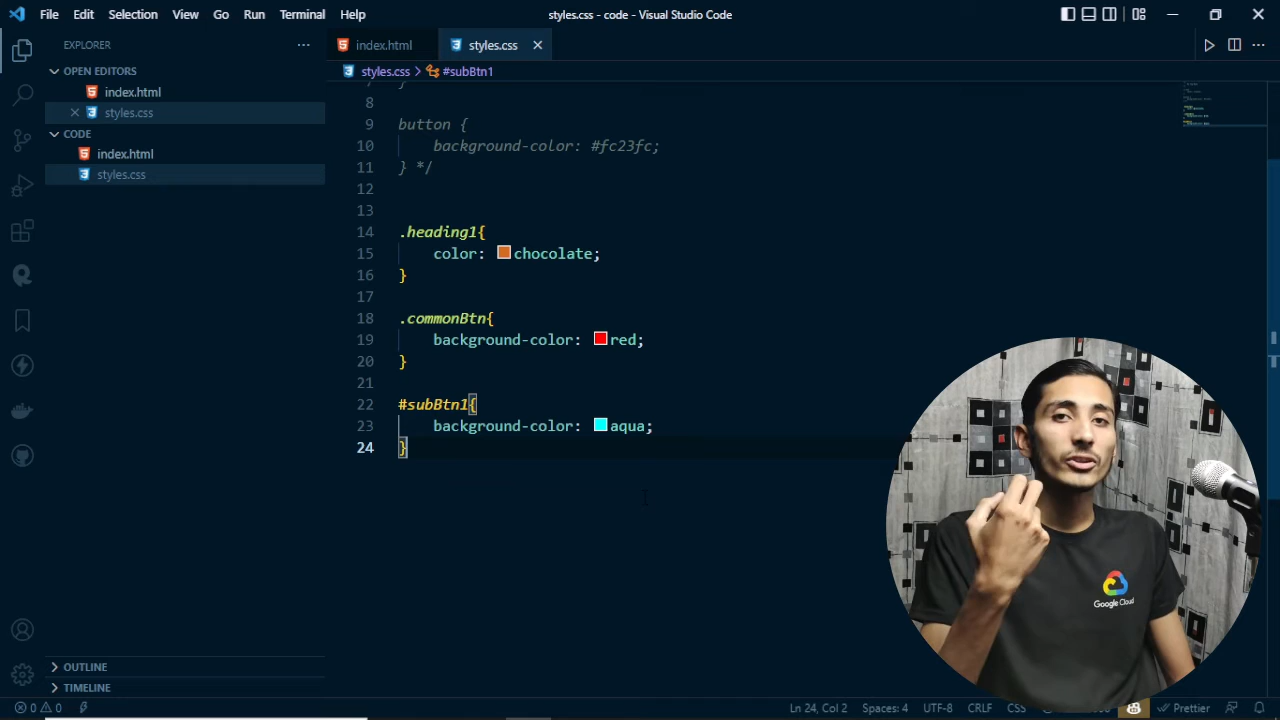 File Edit Selection View Go Run Terminal Help
styles.css - code - Visual Studio Code
EXPLORER
OPEN EDITORS
index.html
styles.css
CODE
index.html
styles.css
OUTLINE
TIMELINE
index.html
styles.css
styles.css > #subBtn1
8
9 button {
10 background-color: #fc23fc;
11 } */
12
13
14 .heading1{
15 color: chocolate;
16 }
17
18 .commonBtn{
19 background-color: red;
20 }
21
22 #subBtn1{
23 background-color: aqua;
24 }
Google Cloud
0 0
Ln 24, Col 2 Spaces: 4 UTF-8 CRLF CSS Prettier